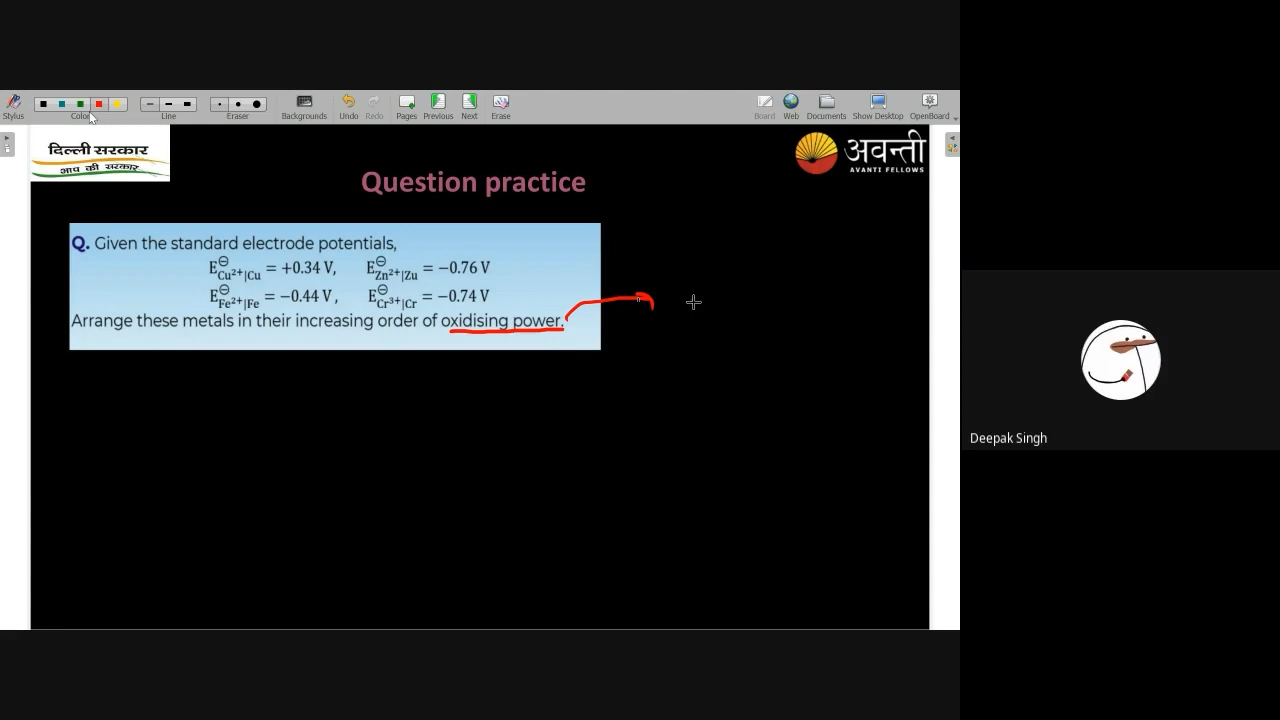 Stylus Color Line Eraser Backgrounds Undo Redo Pages Previous Next Erase Board Web Documents Show Desktop OpenBoard
दिल्ली सरकार
आप की सरकार
अवन्ती
AVANTI FELLOWS
Question practice
Q. Given the standard electrode potentials,
E⊖Cu²⁺|Cu = +0.34 V, E⊖Zn²⁺|Zu = −0.76 V
E⊖Fe²⁺|Fe = −0.44 V, E⊖Cr³⁺|Cr = −0.74 V
Arrange these metals in their increasing order of oxidising power.
Deepak Singh